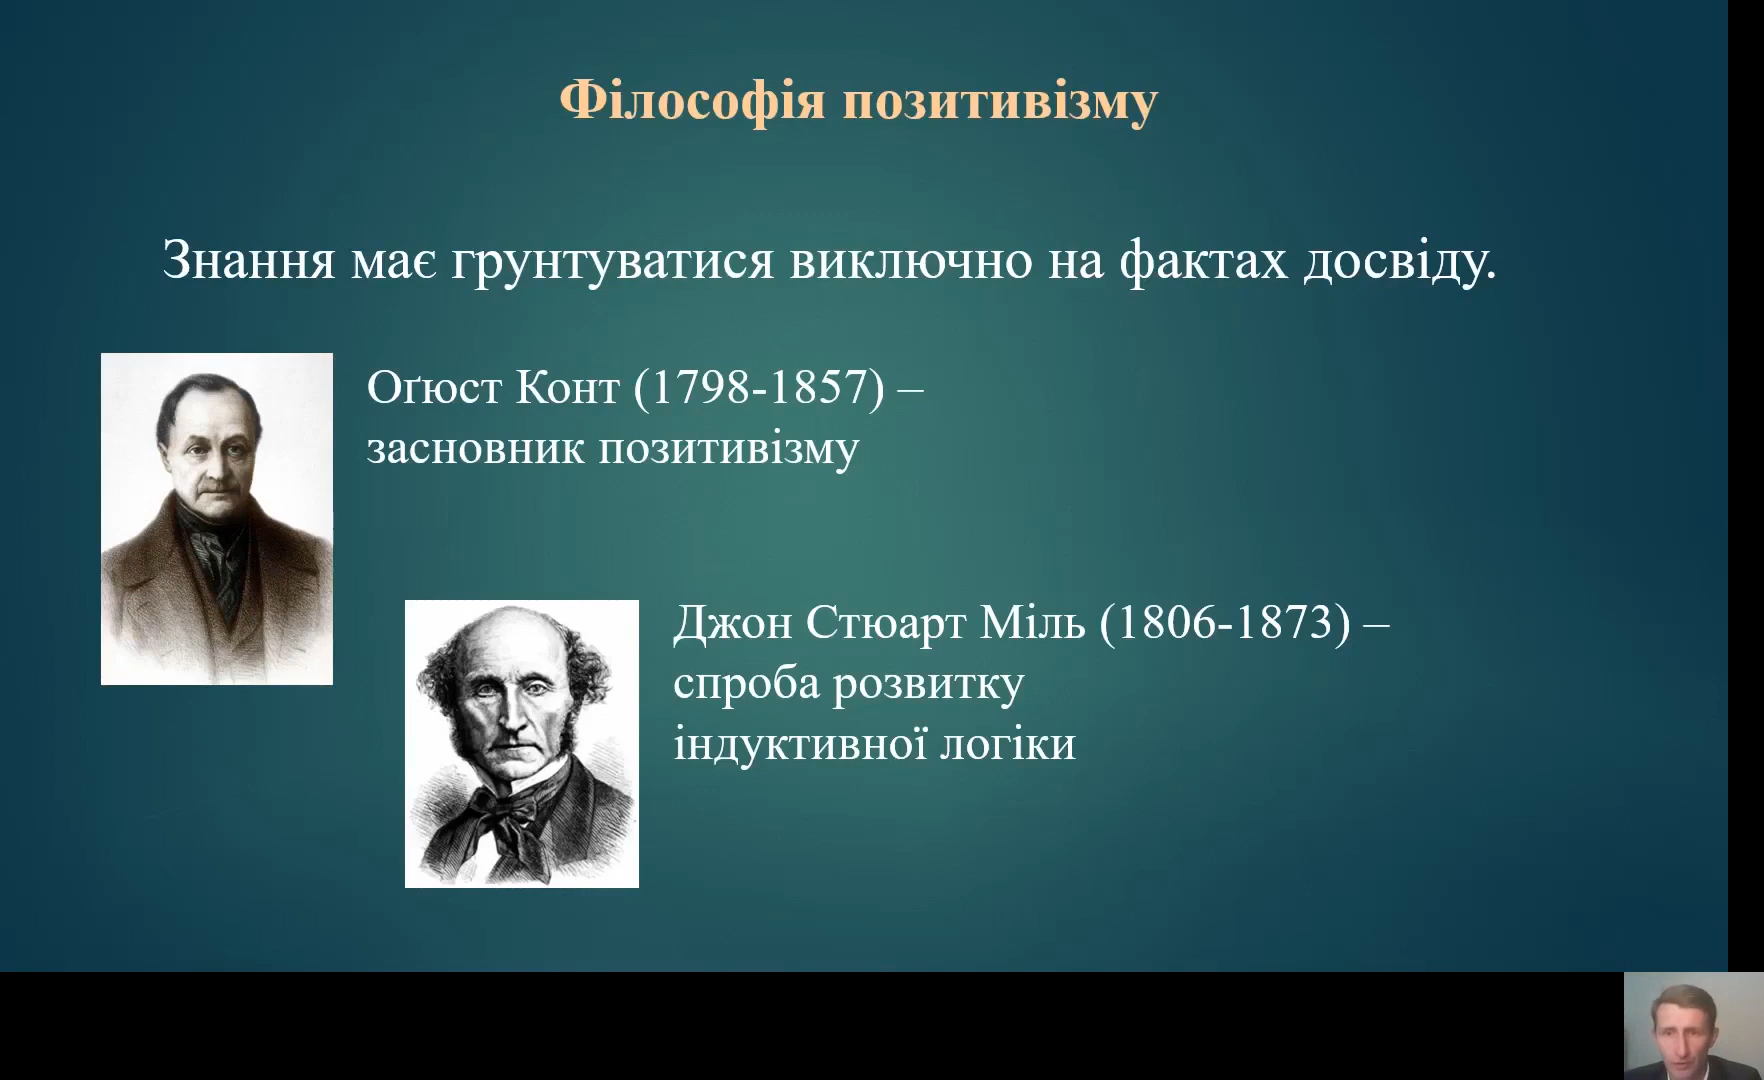 Філософія позитивізму
Знання має грунтуватися виключно на фактах досвіду.
Оґюст Конт (1798-1857) –
засновник позитивізму
Джон Стюарт Міль (1806-1873) –
спроба розвитку
індуктивної логіки